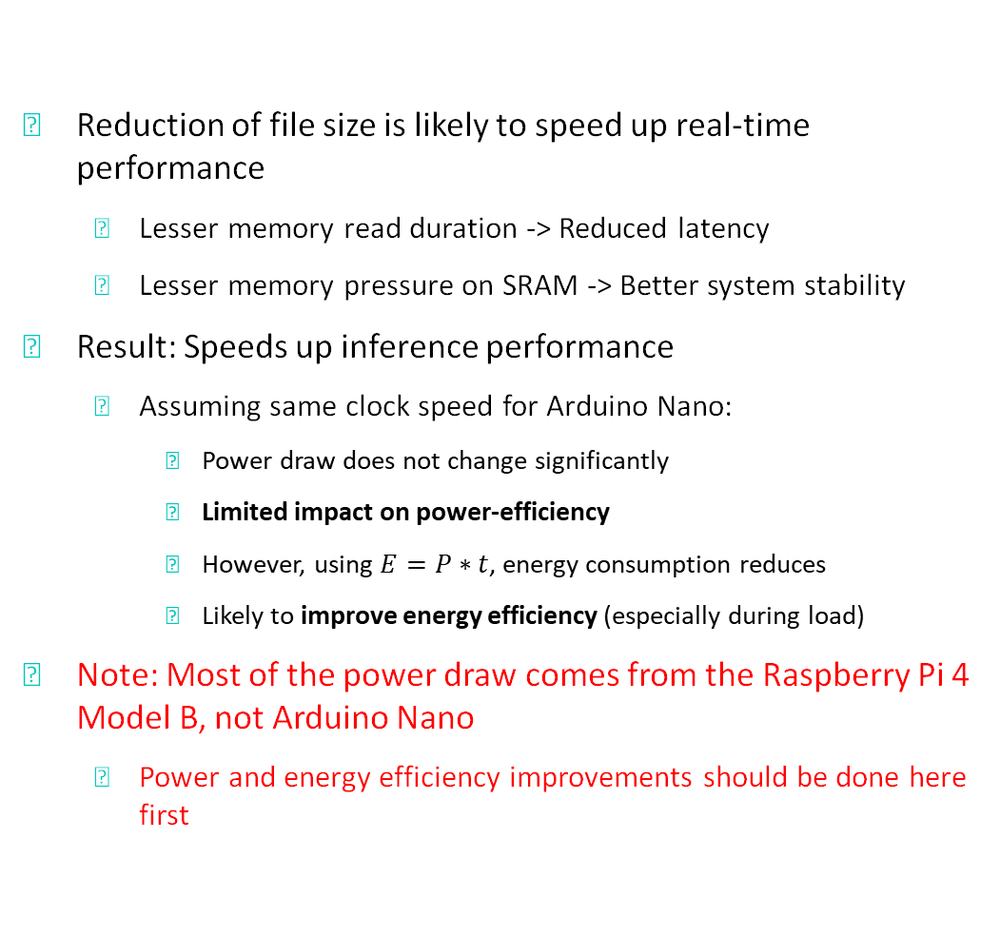 Reduction of file size is likely to speed up real-time
performance
Lesser memory read duration -> Reduced latency
Lesser memory pressure on SRAM -> Better system stability
Result: Speeds up inference performance
Assuming same clock speed for Arduino Nano:
Power draw does not change significantly
Limited impact on power-efficiency
However, using E = P ∗ t, energy consumption reduces
Likely to improve energy efficiency (especially during load)
Note: Most of the power draw comes from the Raspberry Pi 4
Model B, not Arduino Nano
Power and energy efficiency improvements should be done here
first